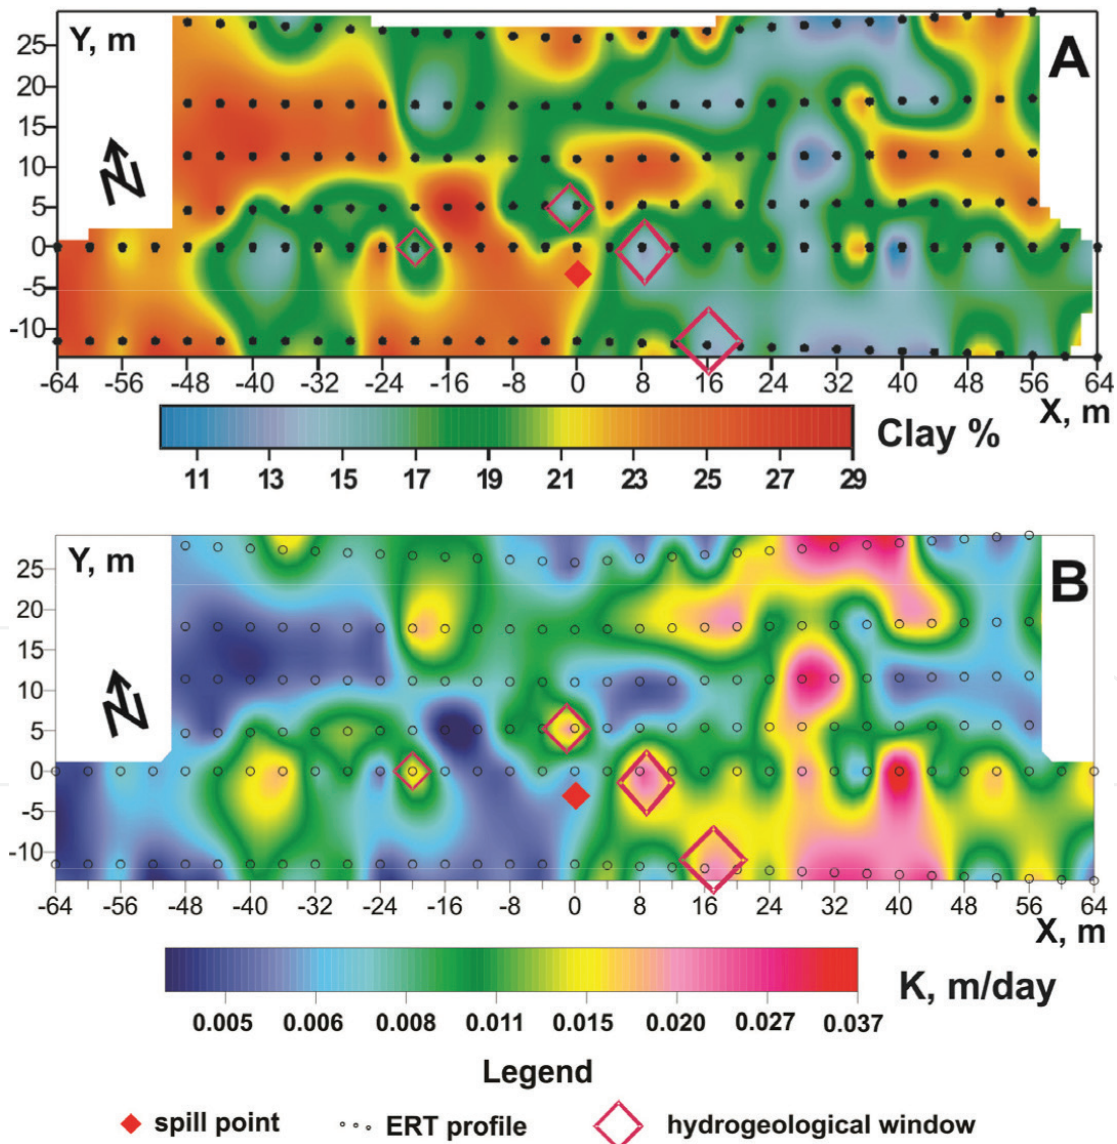 Y, m
A
25
20
15
10
5
0
-5
-10
N
-64 -56 -48 -40 -32 -24 -16 -8 0 8 16 24 32 40 48 56 64
X, m
11 13 15 17 19 21 23 25 27 29
Clay %
Y, m
B
25
20
15
10
5
0
-5
-10
N
-64 -56 -48 -40 -32 -24 -16 -8 0 8 16 24 32 40 48 56 64
X, m
0.005 0.006 0.008 0.011 0.015 0.020 0.027 0.037
K, m/day
Legend
spill point ERT profile hydrogeological window